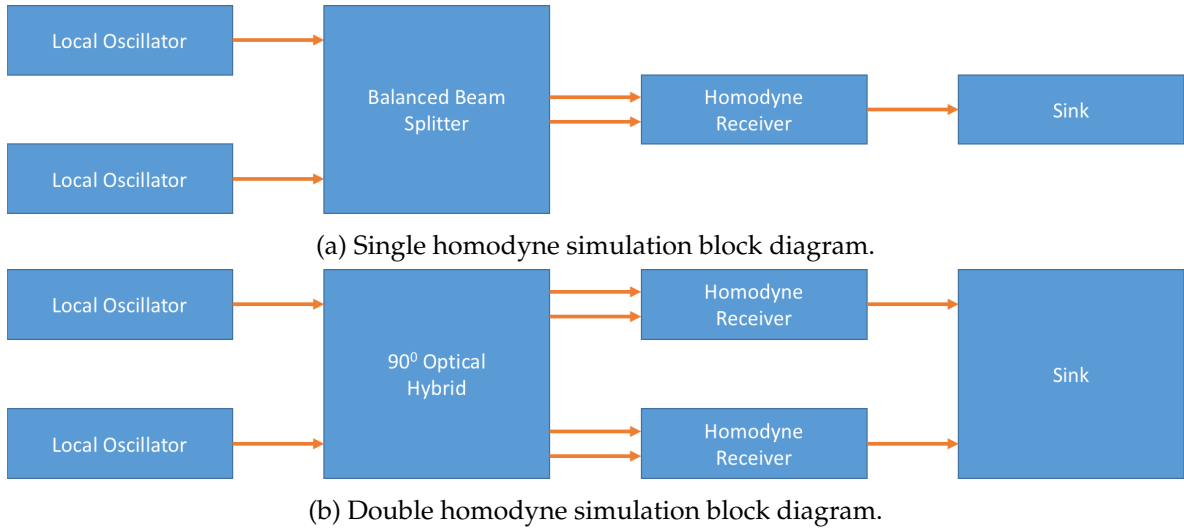 Local Oscillator
Balanced Beam
Splitter
Homodyne
Receiver
Sink
Local Oscillator
(a) Single homodyne simulation block diagram.
Local Oscillator
90⁰ Optical
Hybrid
Homodyne
Receiver
Sink
Local Oscillator
Homodyne
Receiver
(b) Double homodyne simulation block diagram.